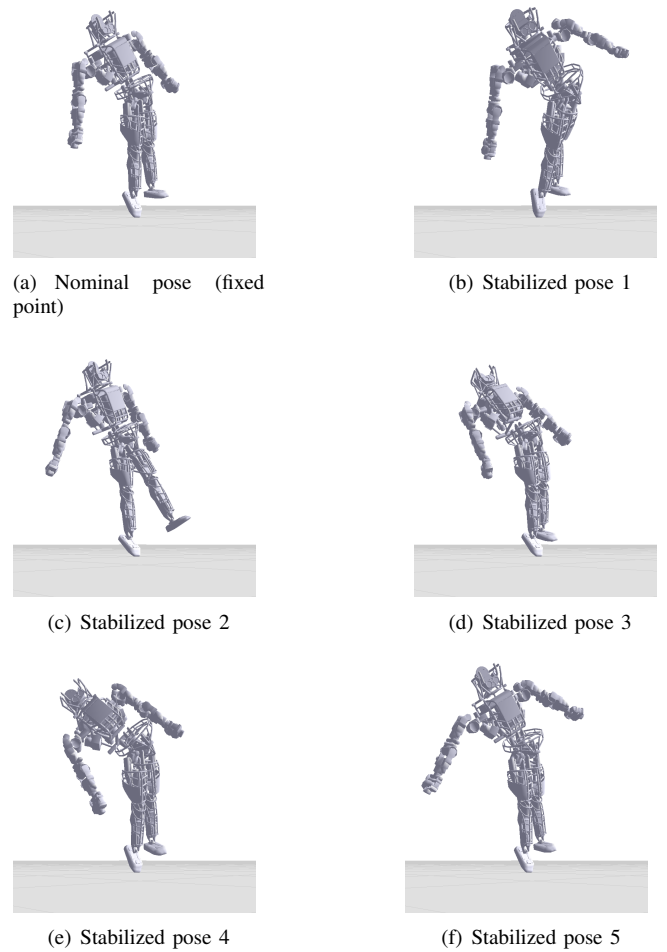 (a) Nominal pose (fixed
point)
(b) Stabilized pose 1
(c) Stabilized pose 2
(d) Stabilized pose 3
(e) Stabilized pose 4
(f) Stabilized pose 5